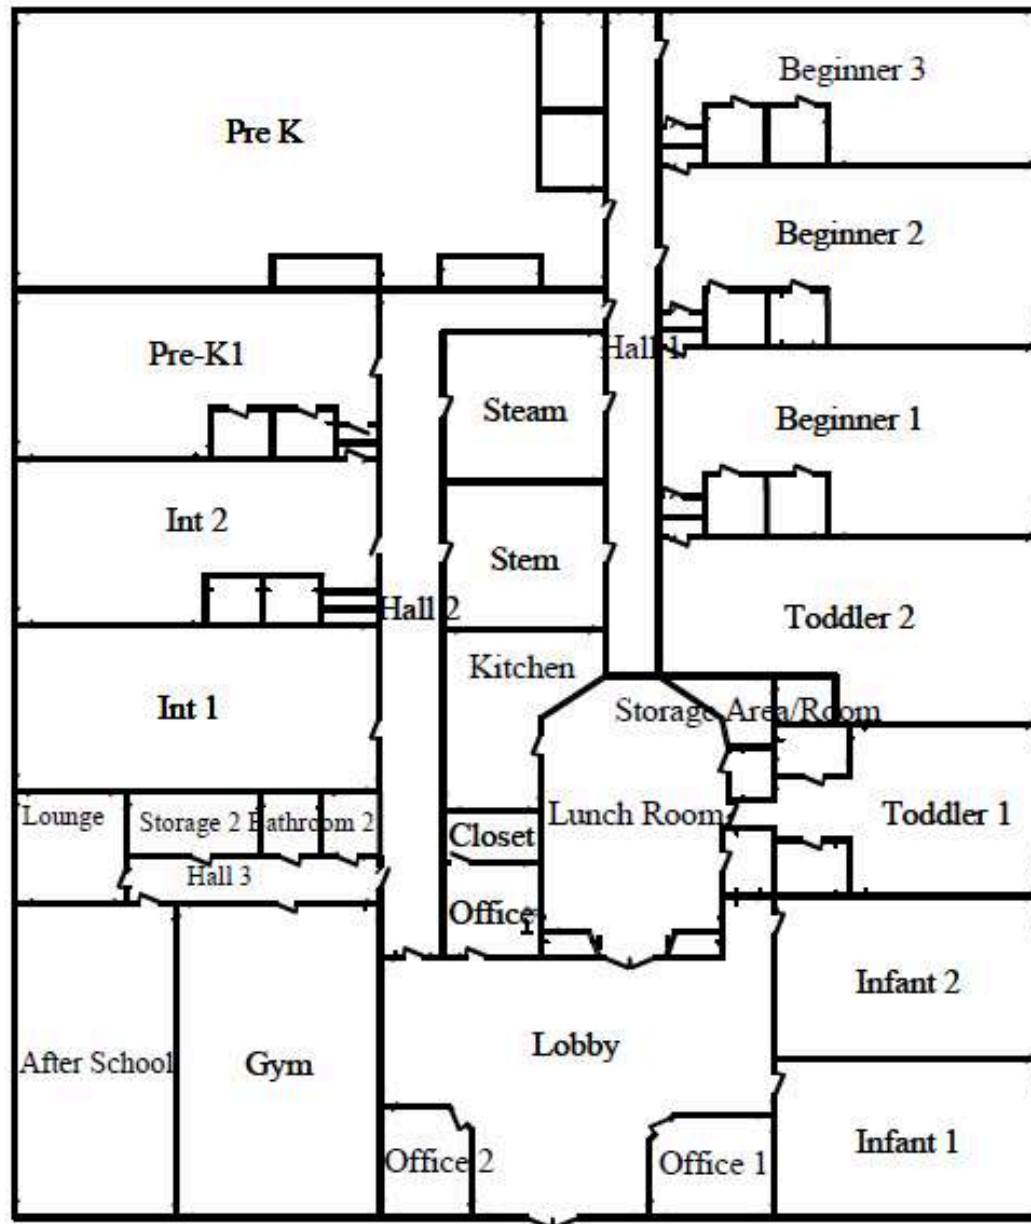 Beginner 3
Pre K
Beginner 2
Hall 1
Pre-K1
Steam
Beginner 1
Int 2
Stem
Hall 2
Toddler 2
Kitchen
Int 1
Storage Area/Room
Lounge
Storage 2
Bathroom 2
Closet
Lunch Room
Toddler 1
Hall 3
Office
Infant 2
Lobby
After School
Gym
Office 2
Office 1
Infant 1